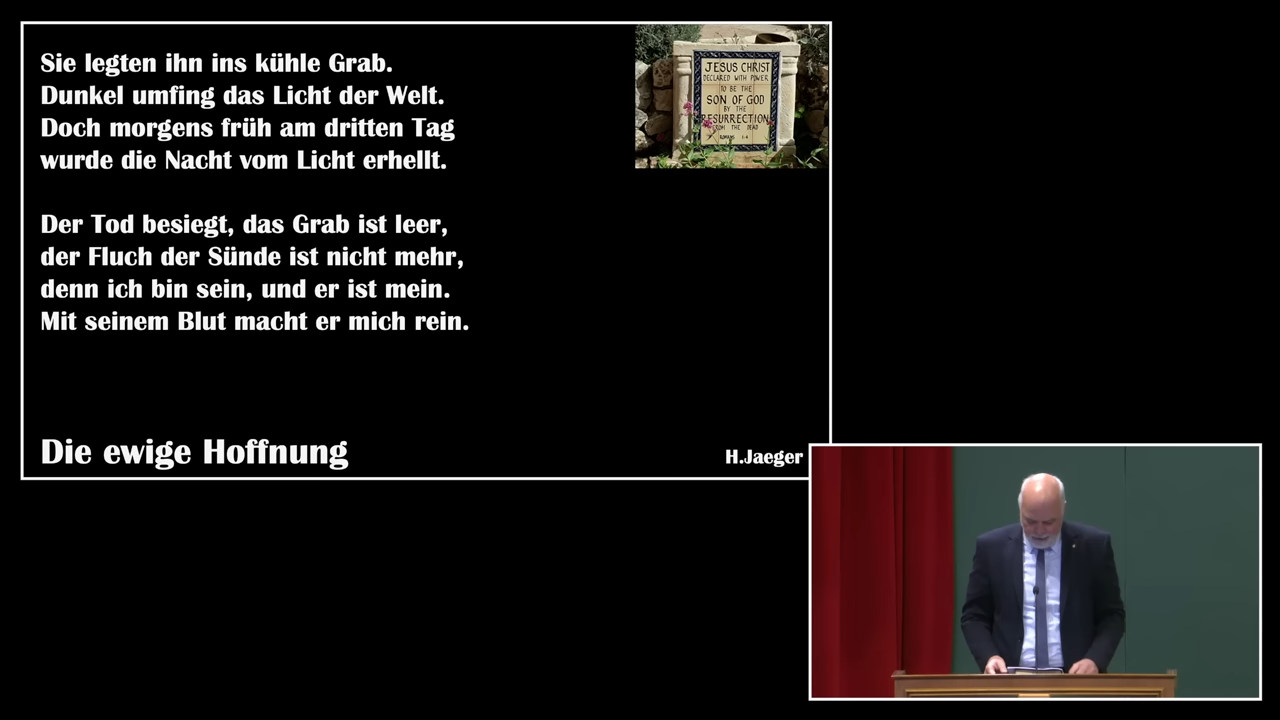 Sie legten ihn ins kühle Grab.
Dunkel umfing das Licht der Welt.
Doch morgens früh am dritten Tag
wurde die Nacht vom Licht erhellt.
Der Tod besiegt, das Grab ist leer,
der Fluch der Sünde ist nicht mehr,
denn ich bin sein, und er ist mein.
Mit seinem Blut macht er mich rein.
Die ewige Hoffnung
H.Jaeger
JESUS CHRIST
DECLARED WITH POWER
TO BE THE
SON OF GOD
BY THE
RESURRECTION
FROM THE DEAD
ROMANS 1:4